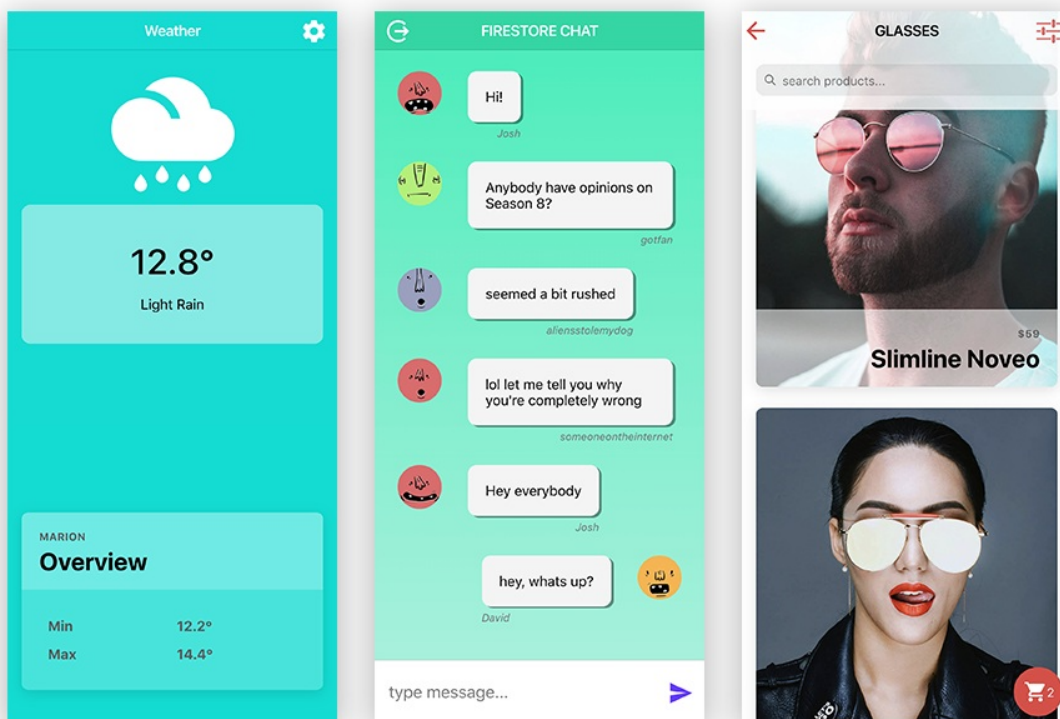 Weather
12.8°
Light Rain
MARION
Overview
Min 12.2°
Max 14.4°
FIRESTORE CHAT
Hi!
Josh
Anybody have opinions on
Season 8?
gotfan
seemed a bit rushed
aliensstolemydog
lol let me tell you why
you're completely wrong
someoneontheinternet
Hey everybody
Josh
hey, whats up?
David
type message...
GLASSES
search products...
$59
Slimline Noveo
2